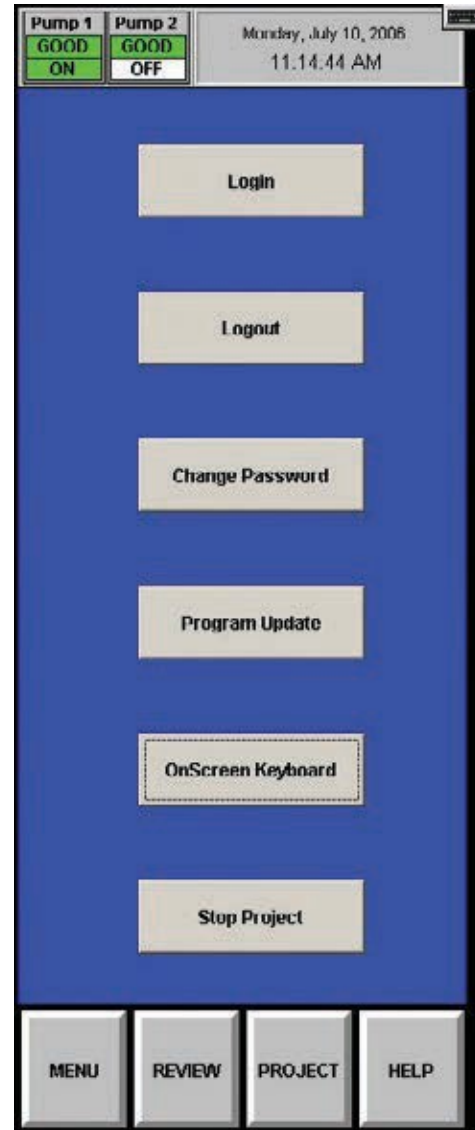 Pump 1 Pump 2
GOOD GOOD
ON OFF
Monday, July 10, 2006
11:14:44 AM
Login
Logout
Change Password
Program Update
OnScreen Keyboard
Stop Project
MENU REVIEW PROJECT HELP